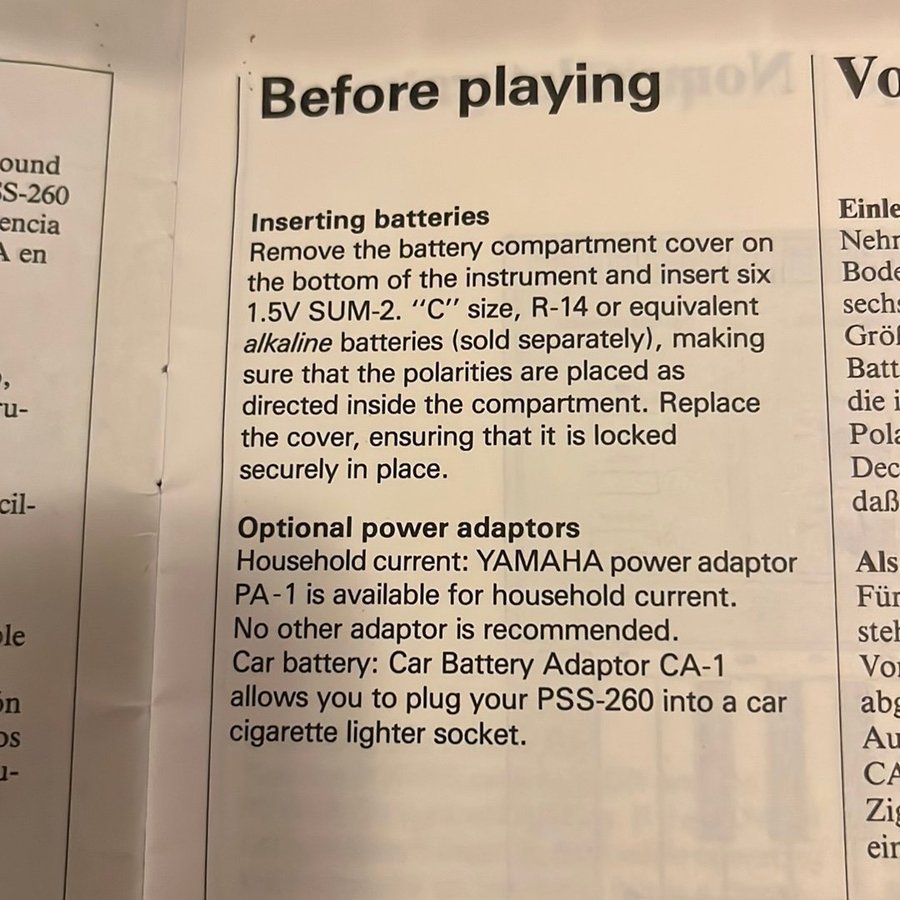 ound
SS-260
encia
A en
ru-
cil-
ole
ón
os
u-
Before playing
Inserting batteries
Remove the battery compartment cover on
the bottom of the instrument and insert six
1.5V SUM-2. "C" size, R-14 or equivalent
alkaline batteries (sold separately), making
sure that the polarities are placed as
directed inside the compartment. Replace
the cover, ensuring that it is locked
securely in place.
Optional power adaptors
Household current: YAMAHA power adaptor
PA-1 is available for household current.
No other adaptor is recommended.
Car battery: Car Battery Adaptor CA-1
allows you to plug your PSS-260 into a car
cigarette lighter socket.
Vo
Einle
Nehr
Bode
sechs
Größ
Batt
die i
Pola
Dec
daß
Als
Für
steh
Vor
abg
Au
CA
Zig
ein